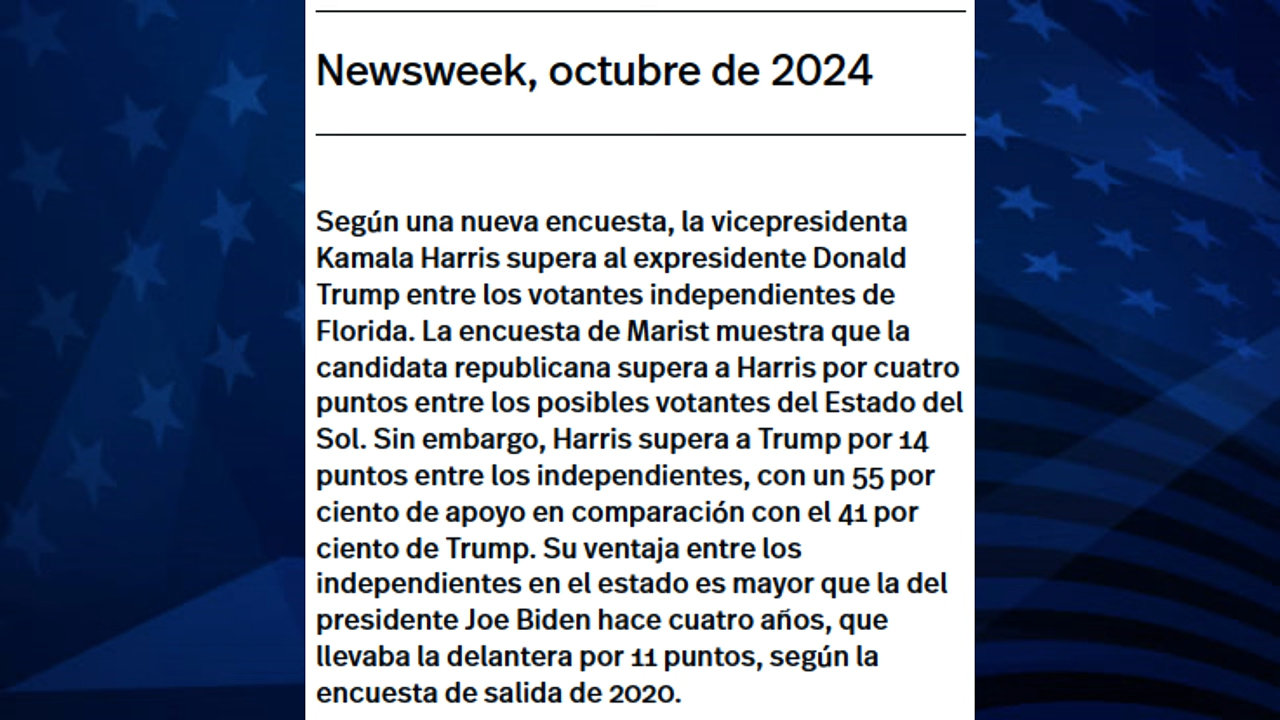 Newsweek, octubre de 2024
Según una nueva encuesta, la vicepresidenta
Kamala Harris supera al expresidente Donald
Trump entre los votantes independientes de
Florida. La encuesta de Marist muestra que la
candidata republicana supera a Harris por cuatro
puntos entre los posibles votantes del Estado del
Sol. Sin embargo, Harris supera a Trump por 14
puntos entre los independientes, con un 55 por
ciento de apoyo en comparación con el 41 por
ciento de Trump. Su ventaja entre los
independientes en el estado es mayor que la del
presidente Joe Biden hace cuatro años, que
llevaba la delantera por 11 puntos, según la
encuesta de salida de 2020.